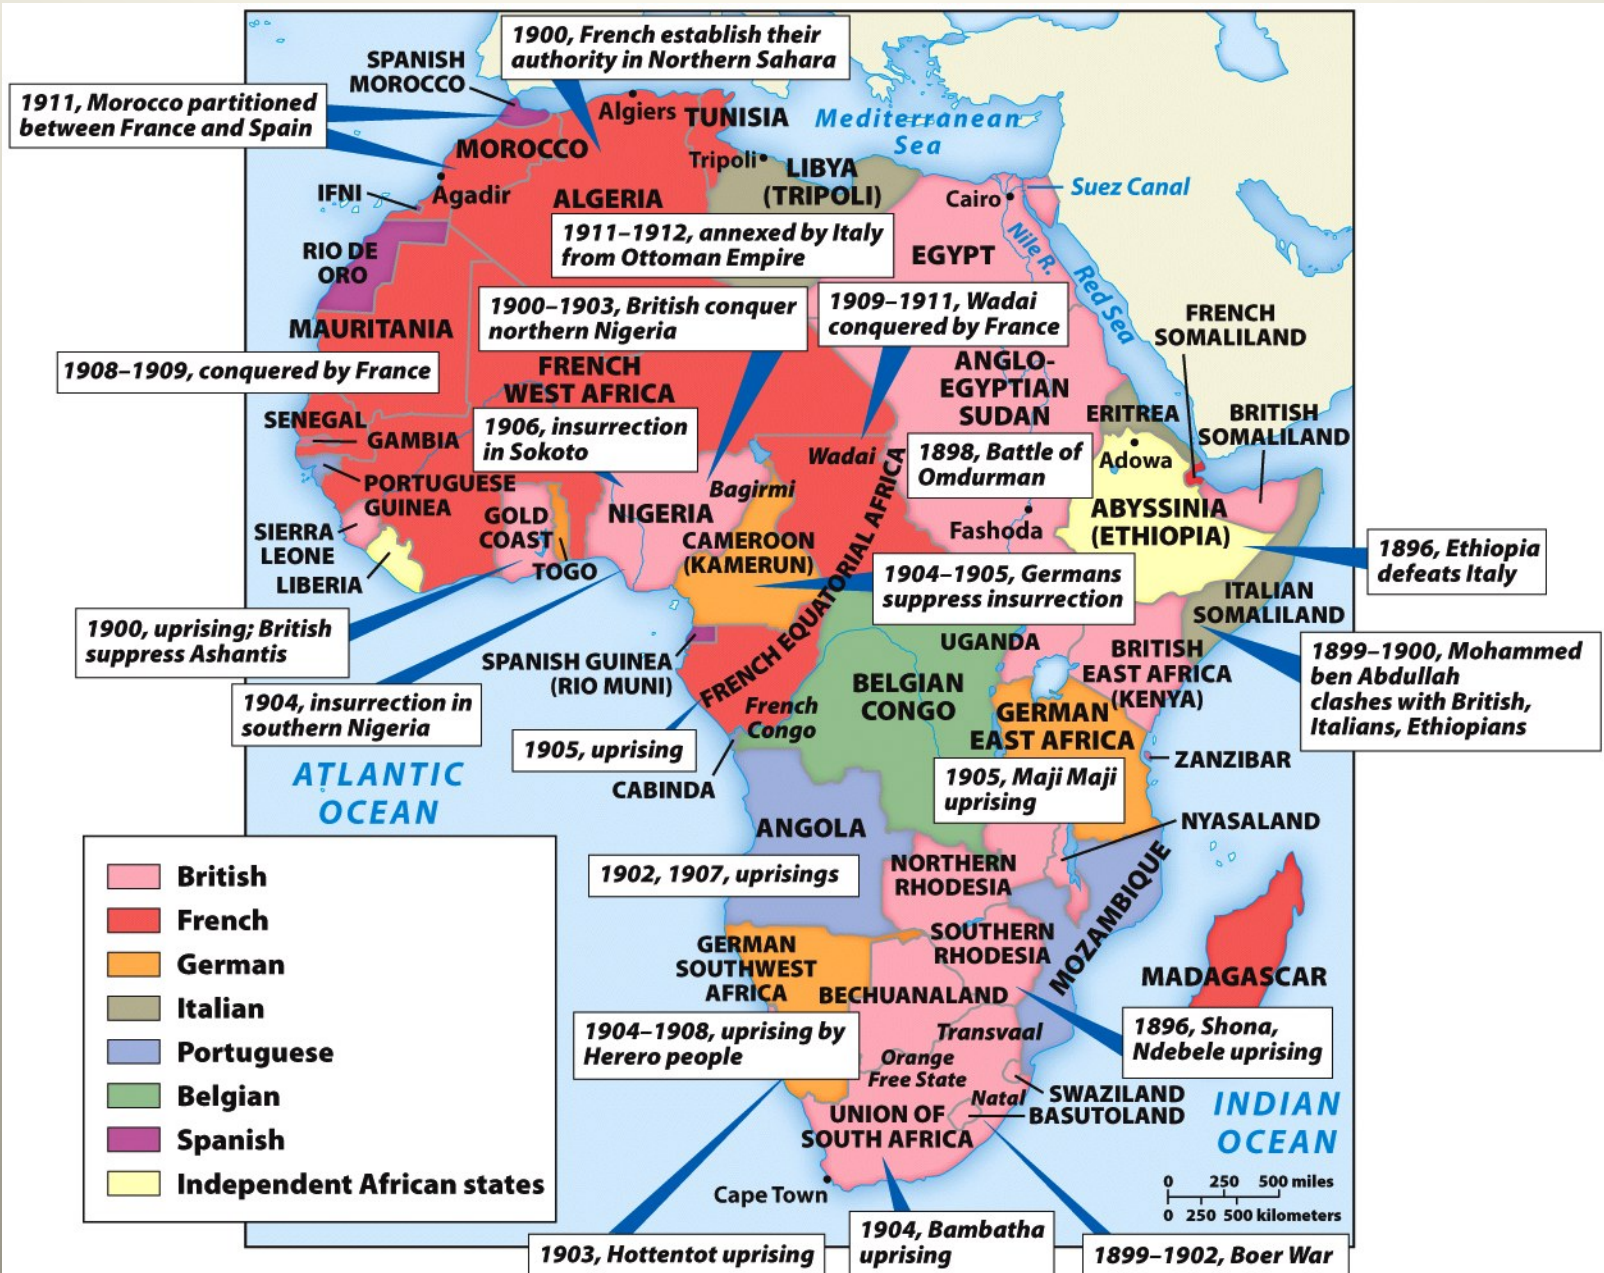 1900, French establish their
authority in Northern Sahara
SPANISH
MOROCCO
1911, Morocco partitioned
between France and Spain
Algiers
TUNISIA
Mediterranean
Sea
MOROCCO
Tripoli
LIBYA
(TRIPOLI)
IFNI
Agadir
ALGERIA
Cairo
Suez Canal
1911–1912, annexed by Italy
from Ottoman Empire
EGYPT
Nile R.
Red Sea
RIO DE
ORO
1900–1903, British conquer
northern Nigeria
1909–1911, Wadai
conquered by France
FRENCH
SOMALILAND
MAURITANIA
1908–1909, conquered by France
FRENCH
WEST AFRICA
ANGLO-
EGYPTIAN
SUDAN
ERITREA
BRITISH
SOMALILAND
SENEGAL
GAMBIA
1906, insurrection
in Sokoto
Wadai
1898, Battle of
Omdurman
Adowa
PORTUGUESE
GUINEA
Bagirmi
NIGERIA
GOLD
COAST
SIERRA
LEONE
LIBERIA
TOGO
CAMEROON
(KAMERUN)
FRENCH EQUATORIAL AFRICA
Fashoda
ABYSSINIA
(ETHIOPIA)
1896, Ethiopia
defeats Italy
1904–1905, Germans
suppress insurrection
ITALIAN
SOMALILAND
1900, uprising; British
suppress Ashantis
UGANDA
BRITISH
EAST AFRICA
(KENYA)
1899–1900, Mohammed
ben Abdullah
clashes with British,
Italians, Ethiopians
SPANISH GUINEA
(RIO MUNI)
BELGIAN
CONGO
1904, insurrection in
southern Nigeria
French
Congo
GERMAN
EAST AFRICA
1905, uprising
CABINDA
ZANZIBAR
1905, Maji Maji
uprising
ATLANTIC
OCEAN
ANGOLA
NYASALAND
1902, 1907, uprisings
NORTHERN
RHODESIA
MOZAMBIQUE
SOUTHERN
RHODESIA
GERMAN
SOUTHWEST
AFRICA
BECHUANALAND
MADAGASCAR
1904–1908, uprising by
Herero people
Transvaal
1896, Shona,
Ndebele uprising
Orange
Free State
Natal
SWAZILAND
BASUTOLAND
UNION OF
SOUTH AFRICA
INDIAN
OCEAN
Cape Town
0 250 500 miles
0 250 500 kilometers
1903, Hottentot uprising
1904, Bambatha
uprising
1899–1902, Boer War
British
French
German
Italian
Portuguese
Belgian
Spanish
Independent African states